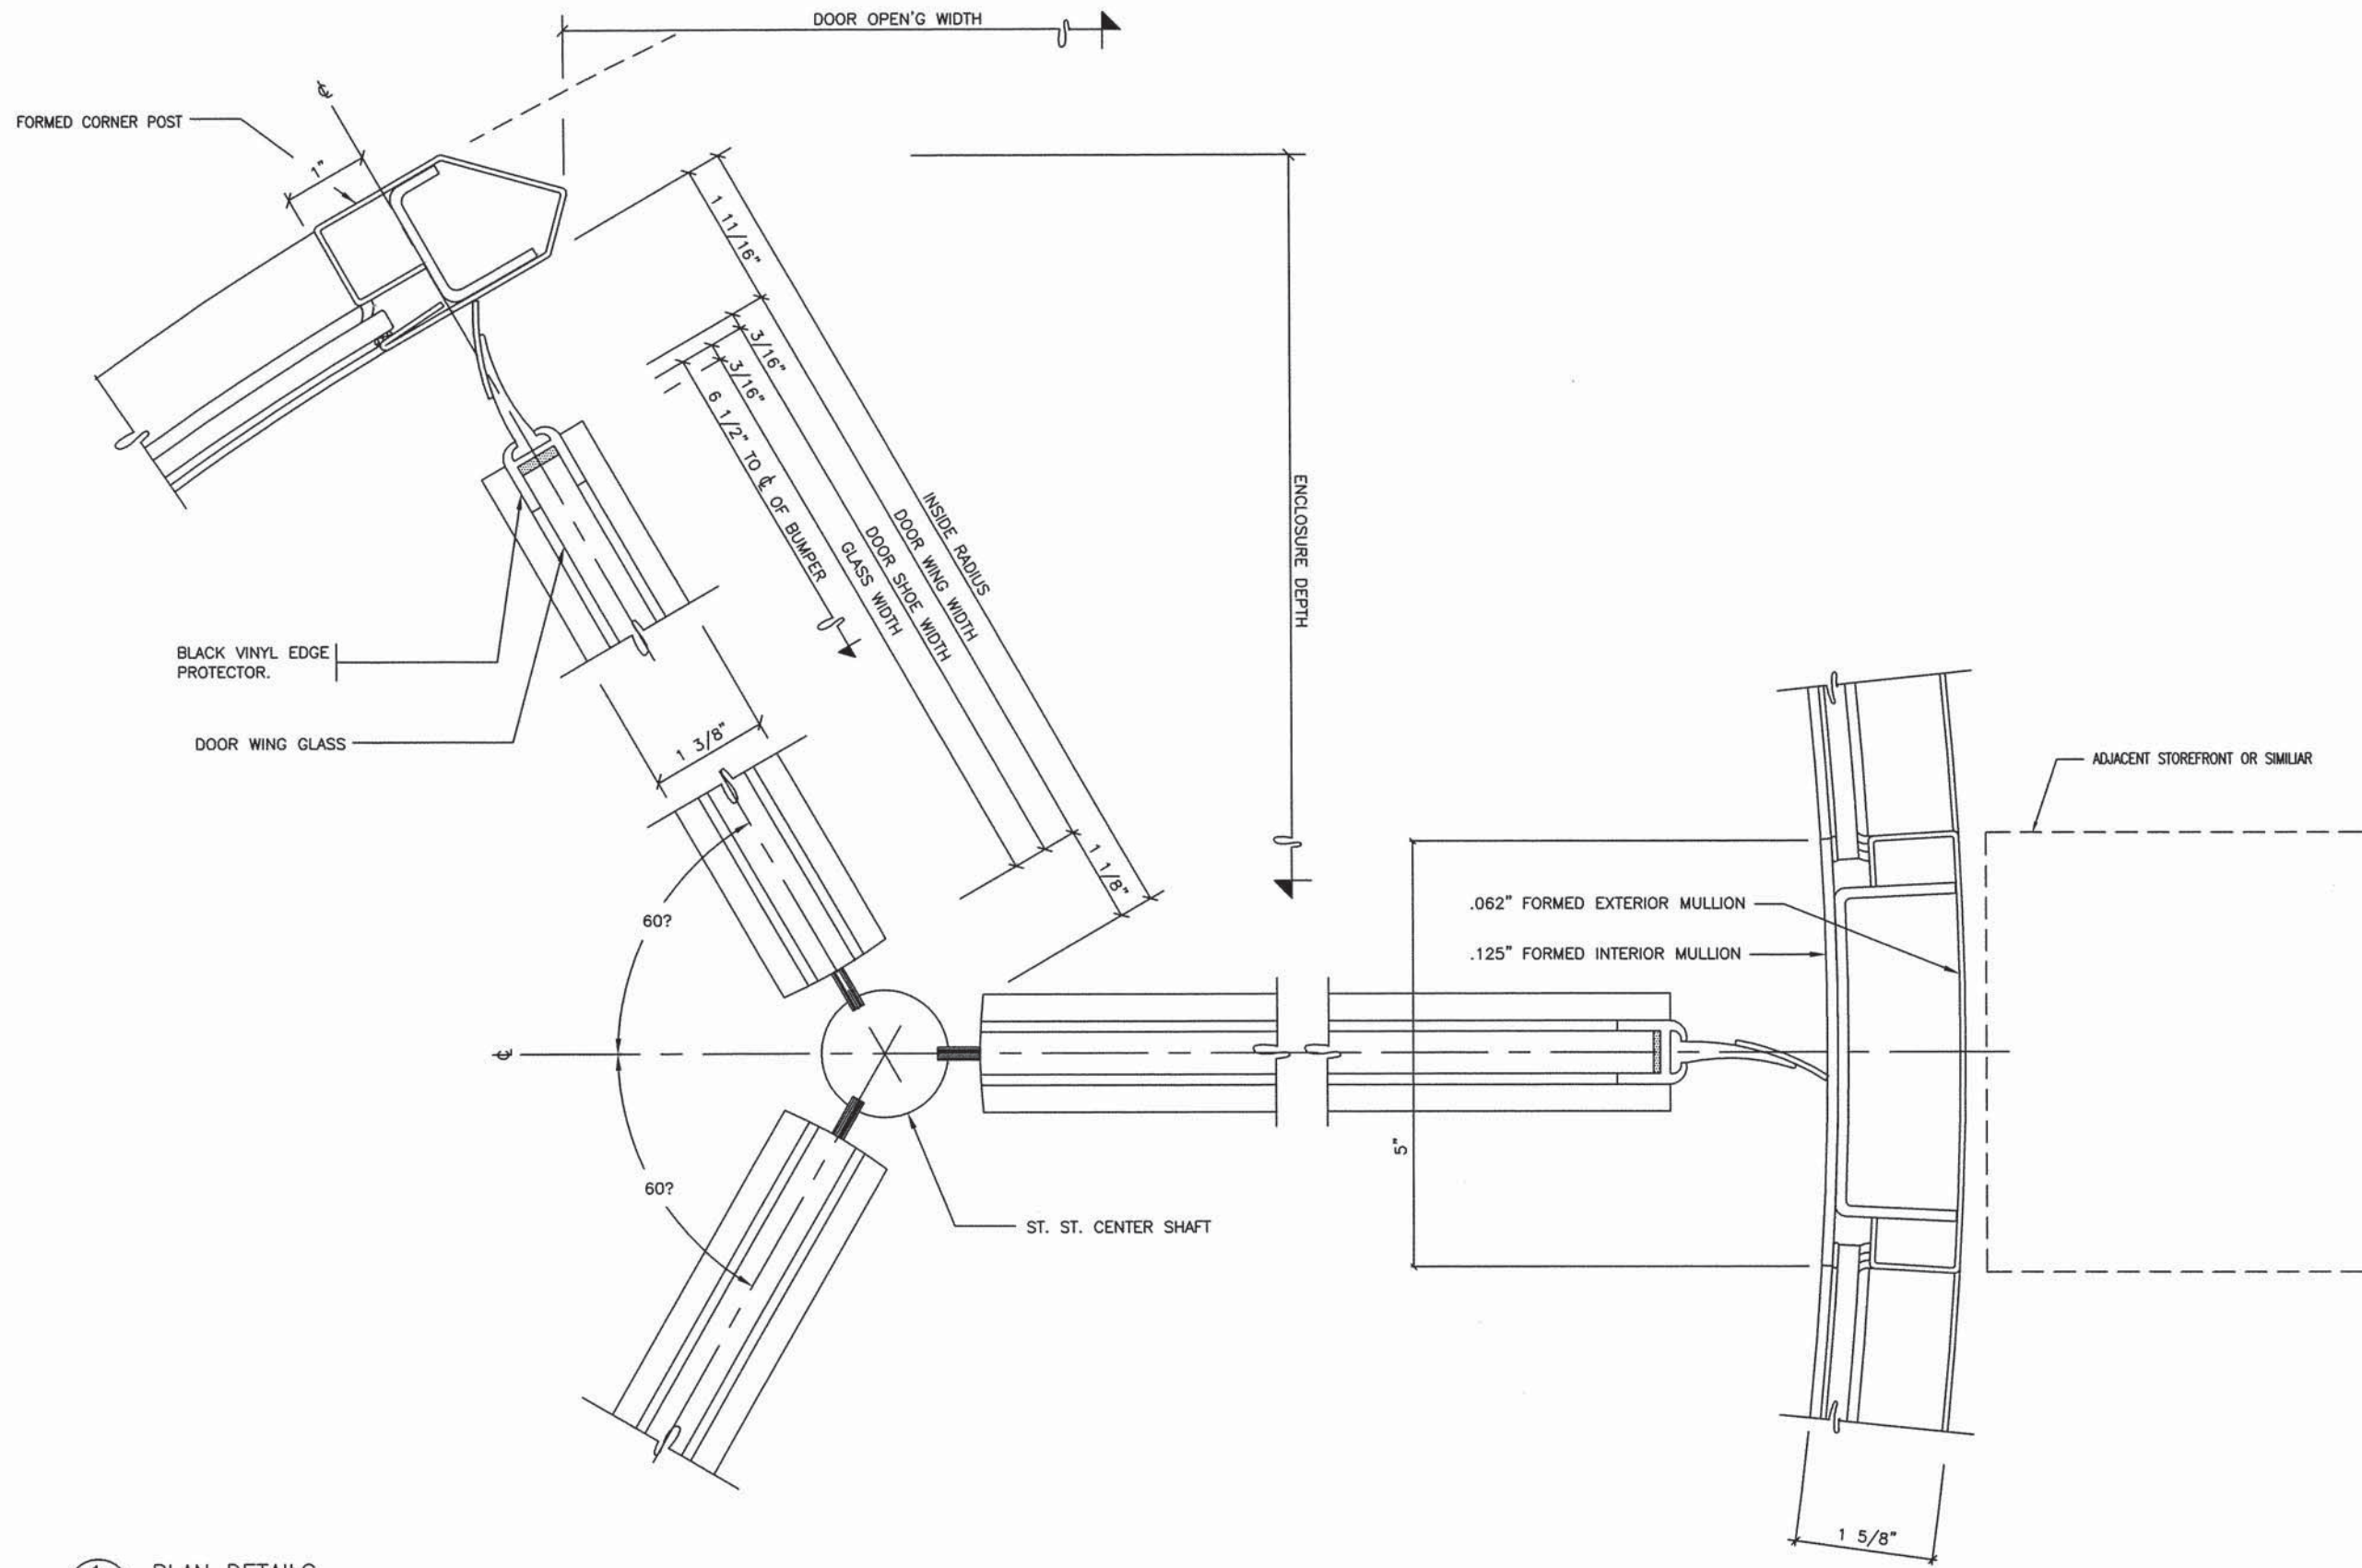 DOOR OPEN'G WIDTH
℄
FORMED CORNER POST
1"
1 11/16"
3/16"
3/16"
6 1/2" TO ℄ OF BUMPER
GLASS WIDTH
DOOR SHOE WIDTH
DOOR WING WIDTH
INSIDE RADIUS
ENCLOSURE DEPTH
BLACK VINYL EDGE
PROTECTOR.
DOOR WING GLASS
1 3/8"
ADJACENT STOREFRONT OR SIMILIAR
1 1/8"
60?
.062" FORMED EXTERIOR MULLION
.125" FORMED INTERIOR MULLION
℄
5"
60?
ST. ST. CENTER SHAFT
1 5/8"
1
PLAN DETAILS